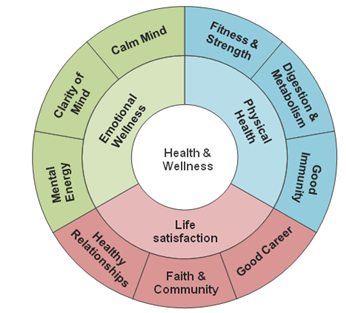 Health &
Wellness
Emotional
Wellness
Physical
Health
Life
satisfaction
Calm Mind
Clarity of
Mind
Mental
Energy
Fitness &
Strength
Digestion &
Metabolism
Good
Immunity
Healthy
Relationships
Faith &
Community
Good Career